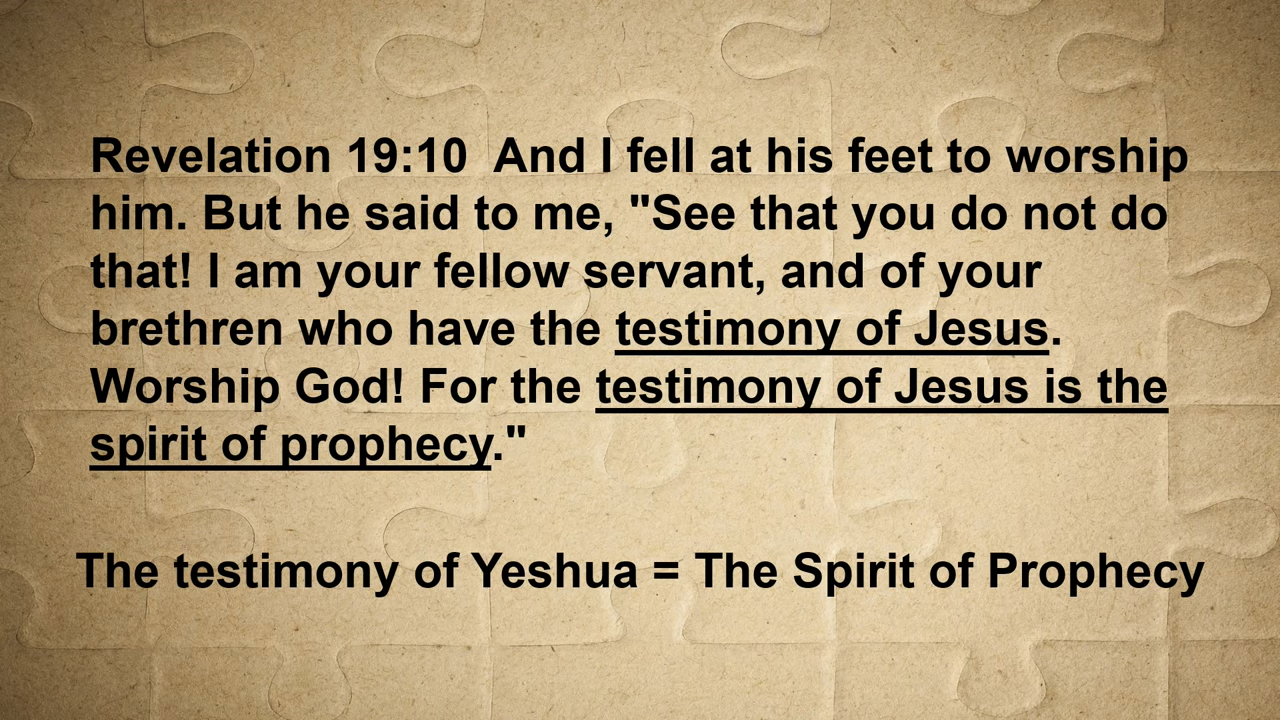 Revelation 19:10  And I fell at his feet to worship
him. But he said to me, "See that you do not do
that! I am your fellow servant, and of your
brethren who have the testimony of Jesus.
Worship God! For the testimony of Jesus is the
spirit of prophecy."
The testimony of Yeshua = The Spirit of Prophecy